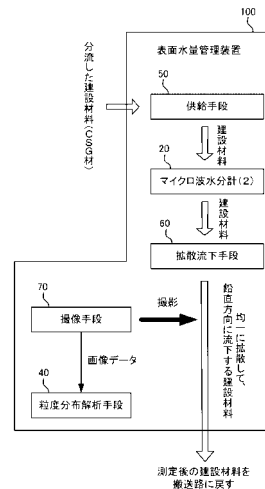 100
表面水量管理装置
分流した建設材料(CSG材)
50
供給手段
建設材料
20
マイクロ波水分計(2)
建設材料
60
拡散流下手段
70
撮像手段
撮影
画像データ
40
粒度分布解析手段
均一に拡散して、
鉛直方向に流下する建設材料
測定後の建設材料を
搬送路に戻す